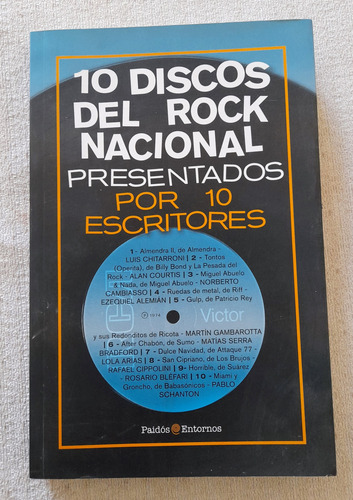 10 DISCOS
DEL ROCK
NACIONAL
PRESENTADOS
POR 10
ESCRITORES
1- Almendra II, de Almendra -
LUIS CHITARRONI | 2 - Tontos
(Operita), de Billy Bond y La Pesada del
Rock - ALAN COURTIS | 3 - Miguel Abuelo
& Nada, de Miguel Abuelo - NORBERTO
CAMBIASSO | 4 - Ruedas de metal, de Riff -
EZEQUIEL ALEMIÁN | 5 - Gulp, de Patricio Rey
Victor
y sus Redonditos de Ricota - MARTÍN GAMBAROTTA
| 6 - After Chabón, de Sumo - MATIAS SERRA
BRADFORD | 7 - Dulce Navidad, de Attaque 77 -
LOLA ARIAS | 8 - San Cipriano, de Los Brujos -
RAFAEL CIPPOLINI | 9- Horrible, de Suárez
- ROSARIO BLÉFARI | 10 - Miami y
Groncho, de Babasónicos - PABLO
SCHANTON
Paidós Entornos